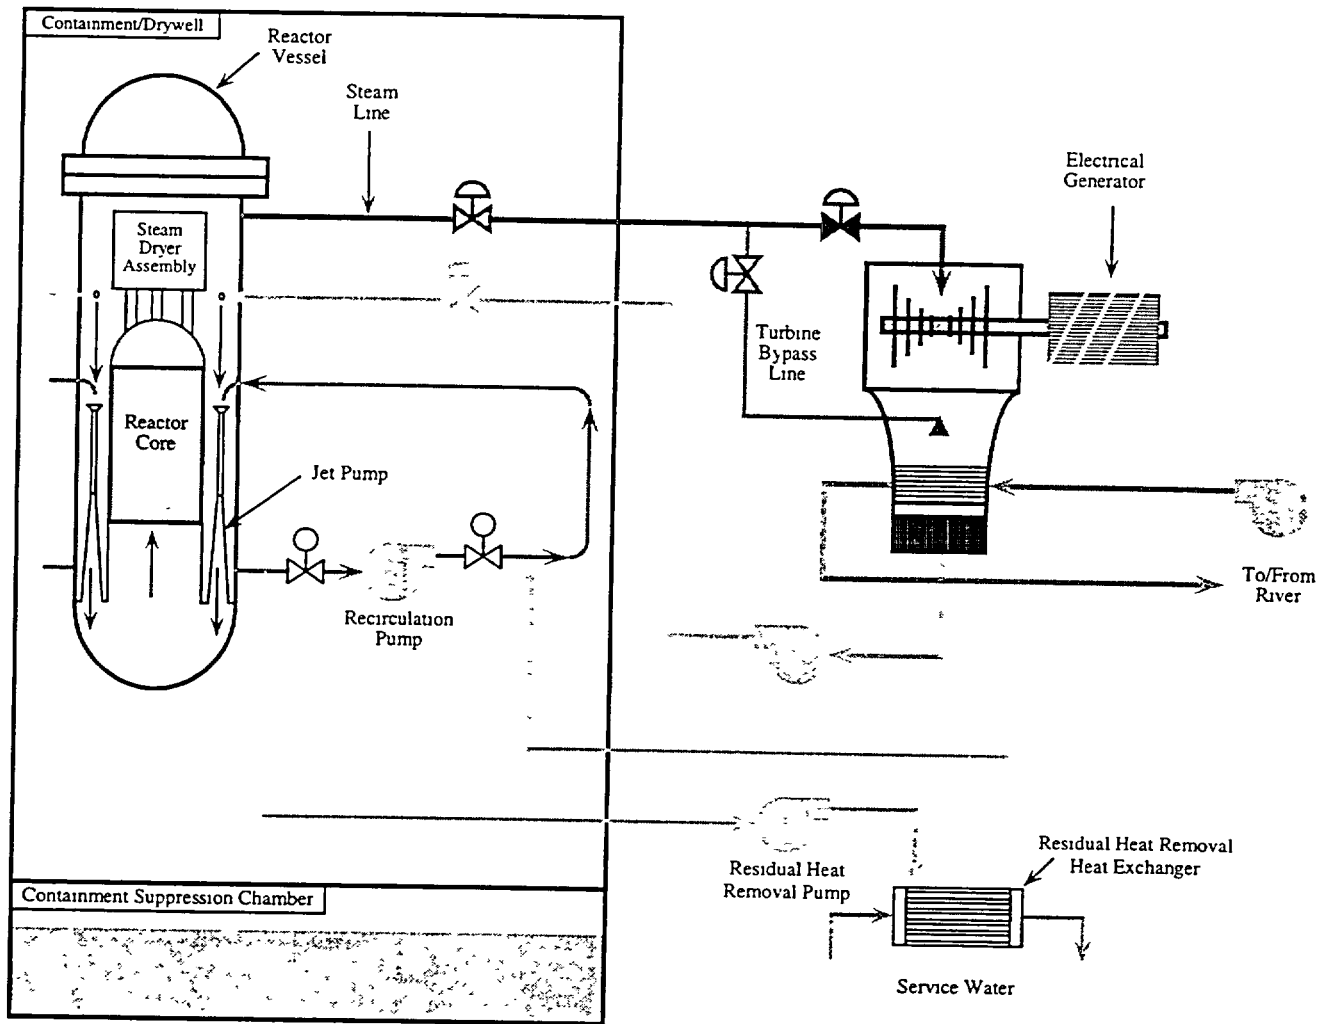 Containment/Drywell
Reactor
Vessel
Steam
Line
Electrical
Generator
Steam
Dryer
Assembly
Turbine
Bypass
Line
Reactor
Core
Jet Pump
To/From
River
Recirculation
Pump
Residual Heat
Removal Pump
Residual Heat Removal
Heat Exchanger
Containment Suppression Chamber
Service Water